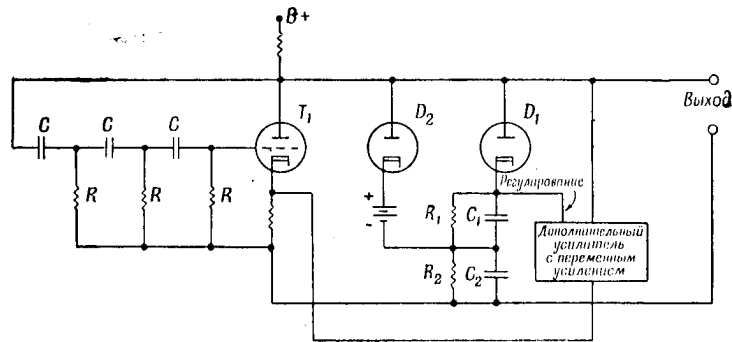 B+
T₁
D₂
D₁
Выход
C
C
C
R
R
R
+
-
R₁
C₁
R₂
C₂
Регулирование
Дополнительный
усилитель
с переменным
усилением